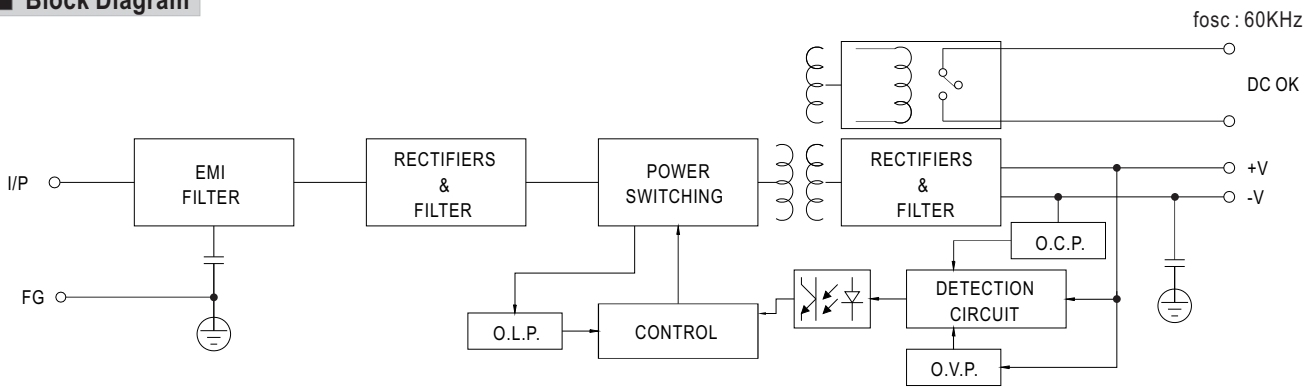 ■ Block Diagram
fosc : 60KHz
DC OK
I/P
EMI
FILTER
RECTIFIERS
&
FILTER
POWER
SWITCHING
RECTIFIERS
&
FILTER
+V
-V
O.C.P.
FG
O.L.P.
CONTROL
DETECTION
CIRCUIT
O.V.P.